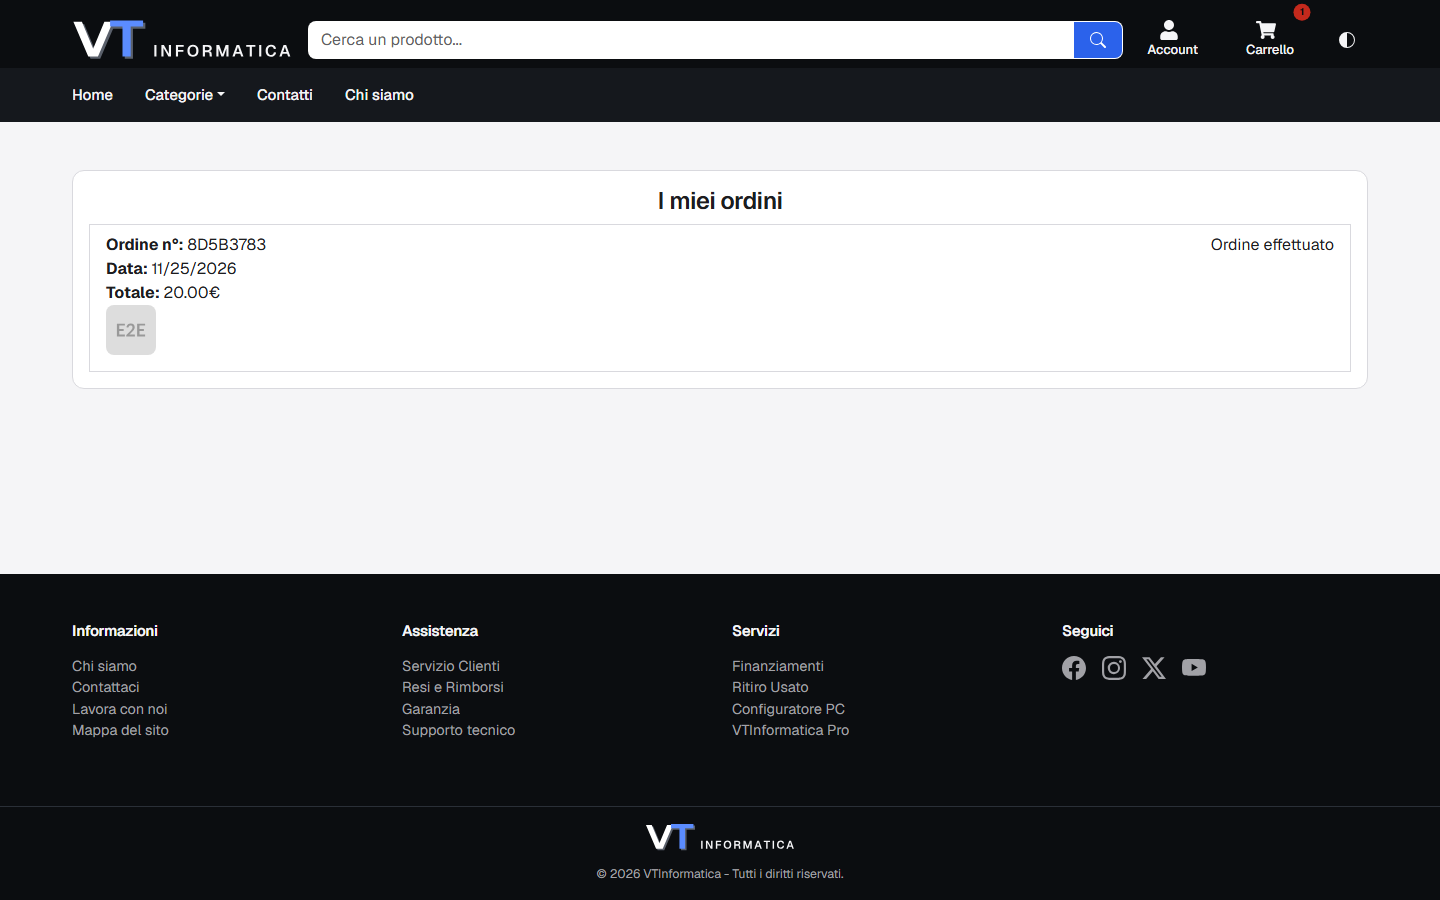 VT INFORMATICA
Cerca un prodotto...
Account
Carrello
1
Home
Categorie
Contatti
Chi siamo
I miei ordini
Ordine n°: 8D5B3783
Ordine effettuato
Data: 11/25/2026
Totale: 20.00€
E2E
Informazioni
Chi siamo
Contattaci
Lavora con noi
Mappa del sito
Assistenza
Servizio Clienti
Resi e Rimborsi
Garanzia
Supporto tecnico
Servizi
Finanziamenti
Ritiro Usato
Configuratore PC
VTInformatica Pro
Seguici
VT INFORMATICA
© 2026 VTInformatica - Tutti i diritti riservati.